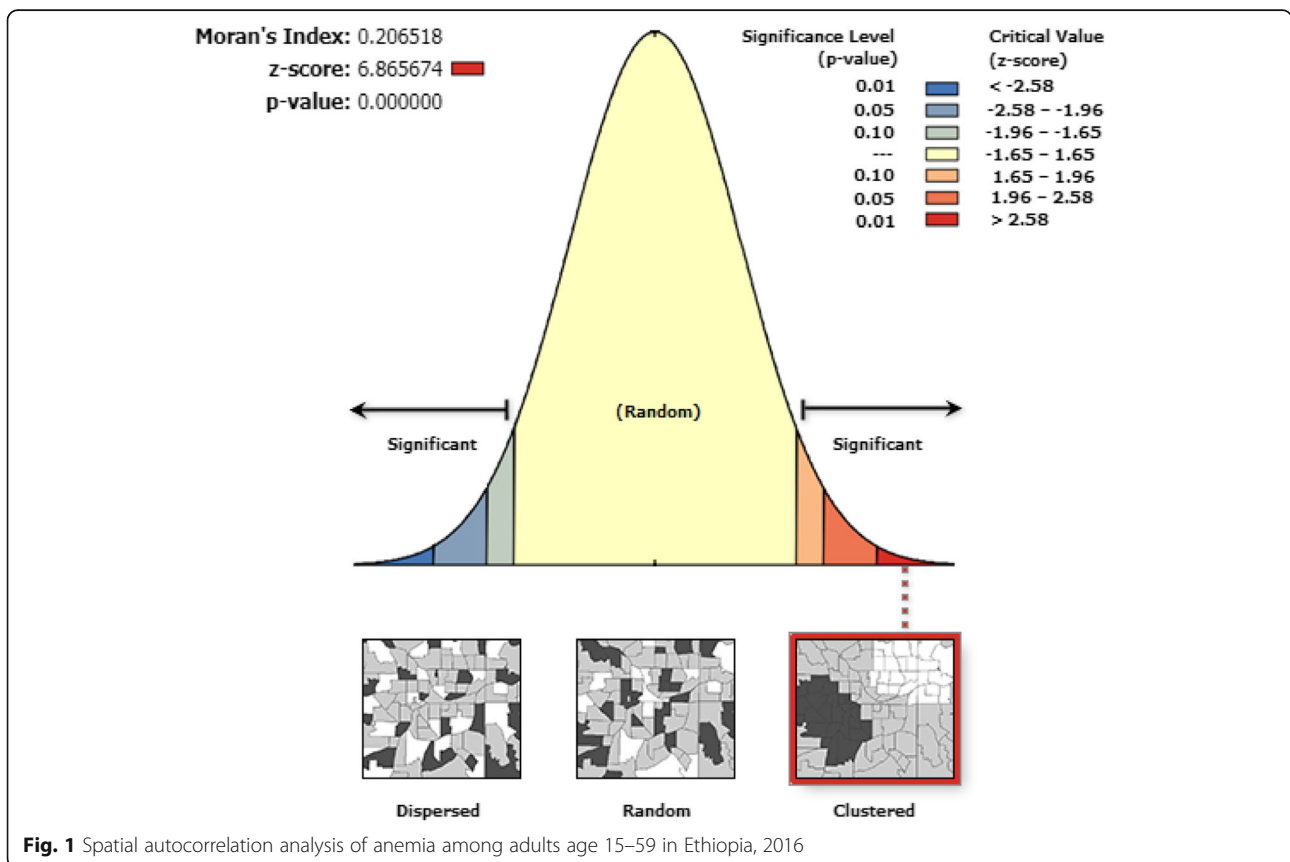 Moran's Index: 0.206518
z-score: 6.865674
p-value: 0.000000
Significance Level
(p-value)
Critical Value
(z-score)
0.01 < -2.58
0.05 -2.58 – -1.96
0.10 -1.96 – -1.65
--- -1.65 – 1.65
0.10 1.65 – 1.96
0.05 1.96 – 2.58
0.01 > 2.58
(Random)
Significant
Significant
Dispersed
Random
Clustered
Fig. 1 Spatial autocorrelation analysis of anemia among adults age 15–59 in Ethiopia, 2016